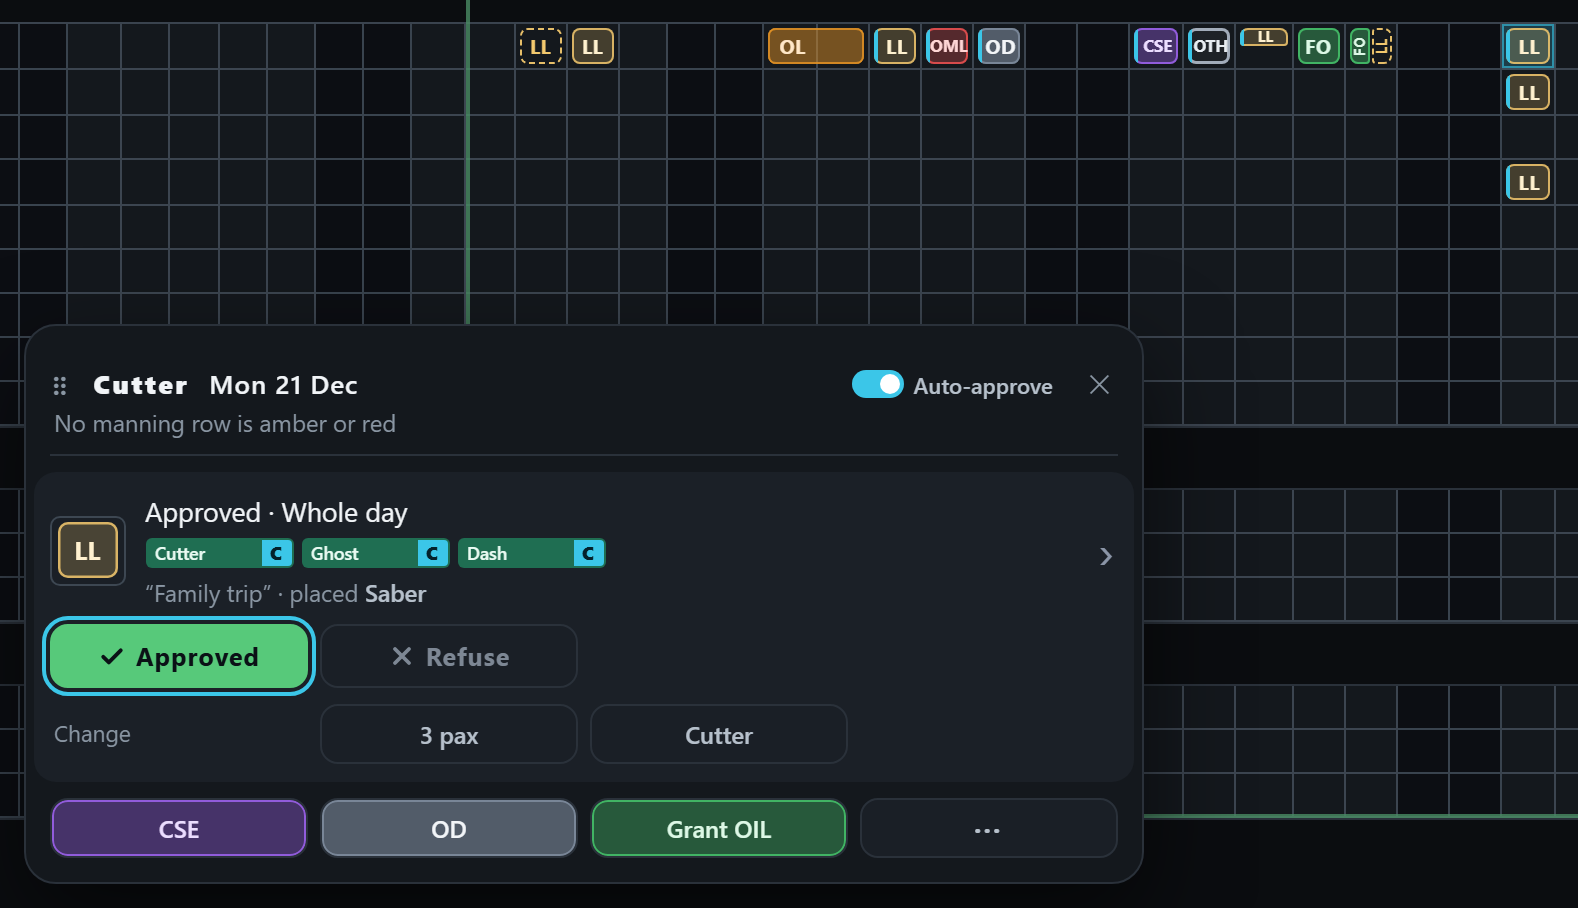 LL LL OL LL OML OD CSE OTH LL FO FO LL LL
LL
LL
Cutter Mon 21 Dec Auto-approve
No manning row is amber or red
LL
Approved · Whole day
Cutter C Ghost C Dash C
“Family trip” · placed Saber
Approved Refuse
Change 3 pax Cutter
CSE OD Grant OIL ...